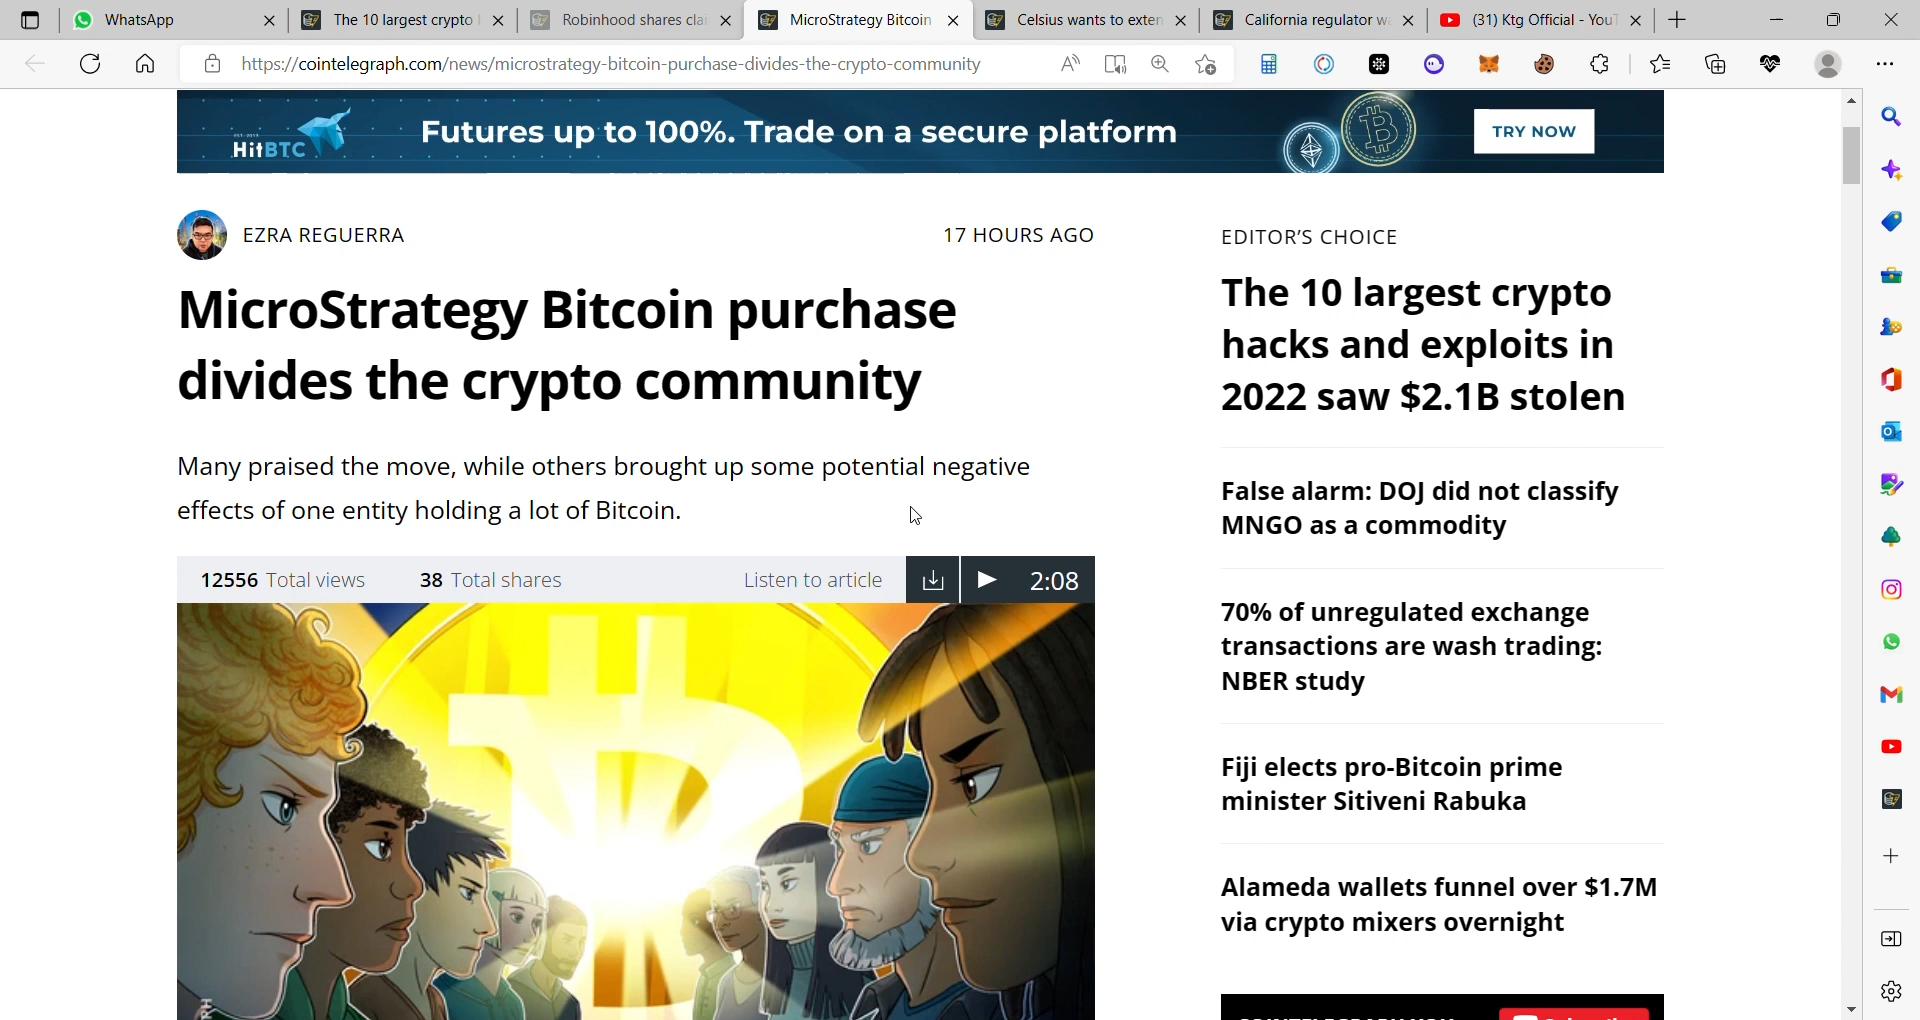 WhatsApp
The 10 largest crypto
Robinhood shares clai
MicroStrategy Bitcoin
Celsius wants to exten
California regulator w
(31) Ktg Official - YouT
https://cointelegraph.com/news/microstrategy-bitcoin-purchase-divides-the-crypto-community
HitBTC
Futures up to 100%. Trade on a secure platform
TRY NOW
EZRA REGUERRA
17 HOURS AGO
MicroStrategy Bitcoin purchase
divides the crypto community
Many praised the move, while others brought up some potential negative
effects of one entity holding a lot of Bitcoin.
12556 Total views
38 Total shares
Listen to article
2:08
EDITOR'S CHOICE
The 10 largest crypto
hacks and exploits in
2022 saw $2.1B stolen
False alarm: DOJ did not classify
MNGO as a commodity
70% of unregulated exchange
transactions are wash trading:
NBER study
Fiji elects pro-Bitcoin prime
minister Sitiveni Rabuka
Alameda wallets funnel over $1.7M
via crypto mixers overnight